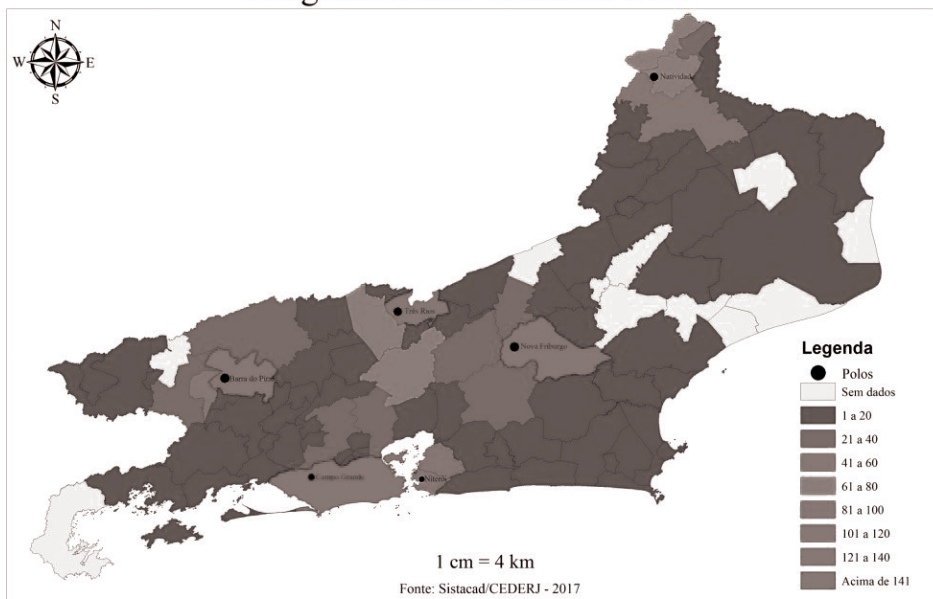 N
W E
S
Natividade
Três Rios
Nova Friburgo
Barra do Piraí
Campo Grande
Niterói
Legenda
Polos
Sem dados
1 a 20
21 a 40
41 a 60
61 a 80
81 a 100
101 a 120
121 a 140
Acima de 141
1 cm = 4 km
Fonte: Sistacad/CEDERJ - 2017